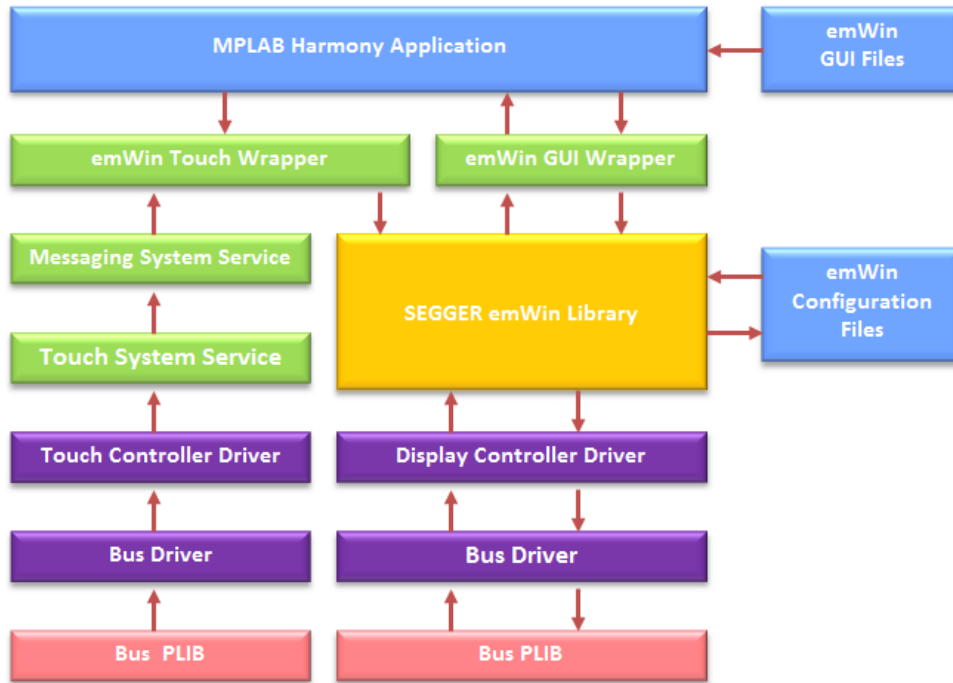 MPLAB Harmony Application
emWin
GUI Files
emWin Touch Wrapper
emWin GUI Wrapper
Messaging System Service
SEGGER emWin Library
emWin
Configuration
Files
Touch System Service
Touch Controller Driver
Display Controller Driver
Bus Driver
Bus Driver
Bus PLIB
Bus PLIB